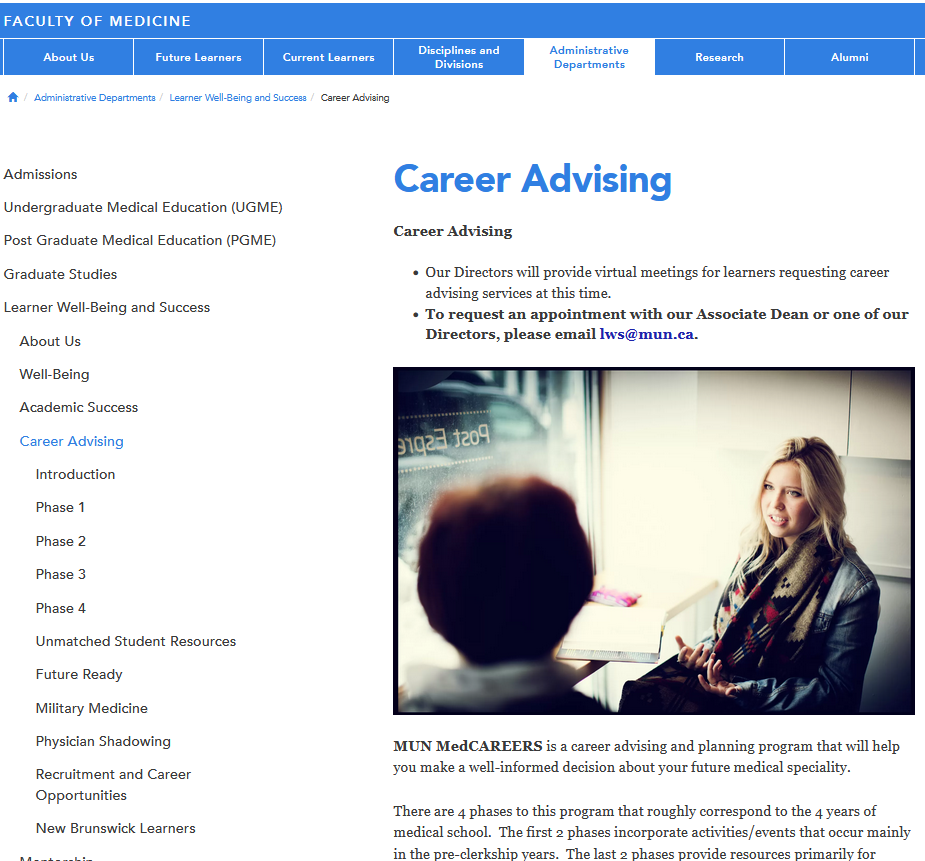 FACULTY OF MEDICINE
About Us
Future Learners
Current Learners
Disciplines and
Divisions
Administrative
Departments
Research
Alumni
/ Administrative Departments / Learner Well-Being and Success / Career Advising
Admissions
Undergraduate Medical Education (UGME)
Post Graduate Medical Education (PGME)
Graduate Studies
Learner Well-Being and Success
About Us
Well-Being
Academic Success
Career Advising
Introduction
Phase 1
Phase 2
Phase 3
Phase 4
Unmatched Student Resources
Future Ready
Military Medicine
Physician Shadowing
Recruitment and Career
Opportunities
New Brunswick Learners
Mentorship
Career Advising
Career Advising
• Our Directors will provide virtual meetings for learners requesting career
advising services at this time.
• To request an appointment with our Associate Dean or one of our
Directors, please email lws@mun.ca.
Post Espre
MUN MedCAREERS is a career advising and planning program that will help
you make a well-informed decision about your future medical speciality.
There are 4 phases to this program that roughly correspond to the 4 years of
medical school. The first 2 phases incorporate activities/events that occur mainly
in the pre-clerkship years. The last 2 phases provide resources primarily for